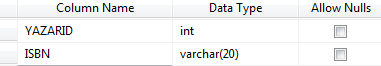 Column Name Data Type Allow Nulls
YAZARID int
ISBN varchar(20)